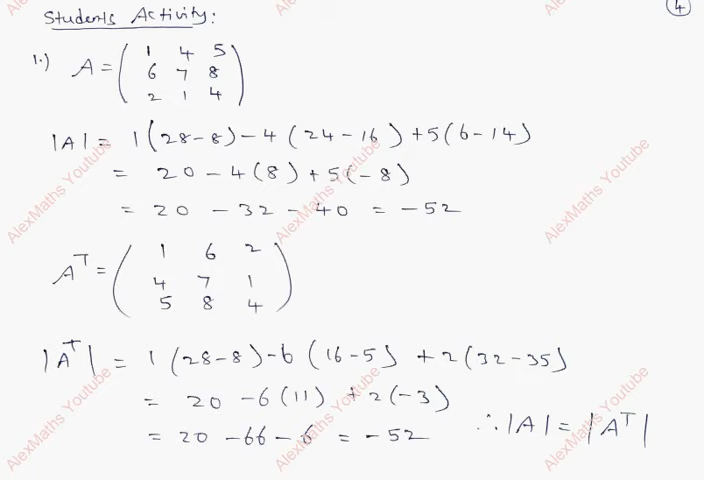 Students Activity:
4
1.) A = ( 1 4 5
6 7 8
2 1 4 )
|A| = 1(28-8) - 4(24-16) + 5(6-14)
= 20 - 4(8) + 5(-8)
= 20 - 32 - 40 = -52
A^T = ( 1 6 2
4 7 1
5 8 4 )
|A^T| = 1(28-8) - 6(16-5) + 2(32-35)
= 20 - 6(11) + 2(-3)
= 20 - 66 - 6 = -52 ∴ |A| = |A^T|
AlexMaths Youtube
AlexMaths Youtube
AlexMaths Youtube
AlexMaths Youtube
AlexMaths Youtube
AlexMaths Youtube